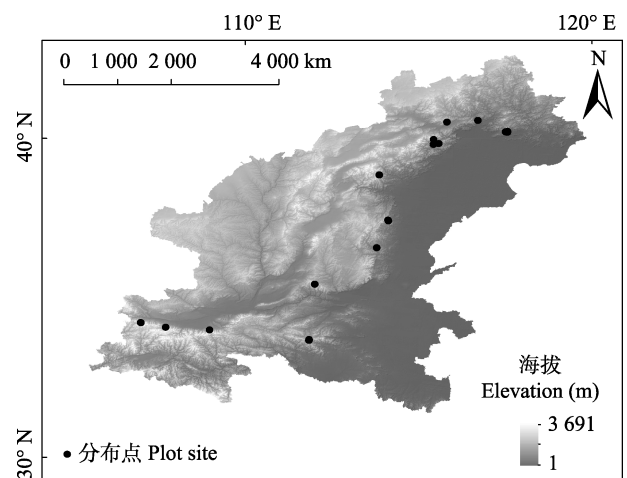 110° E 120° E
0 1 000 2 000 4 000 km
N
40° N
海拔
Elevation (m)
3 691
1
分布点 Plot site
30° N